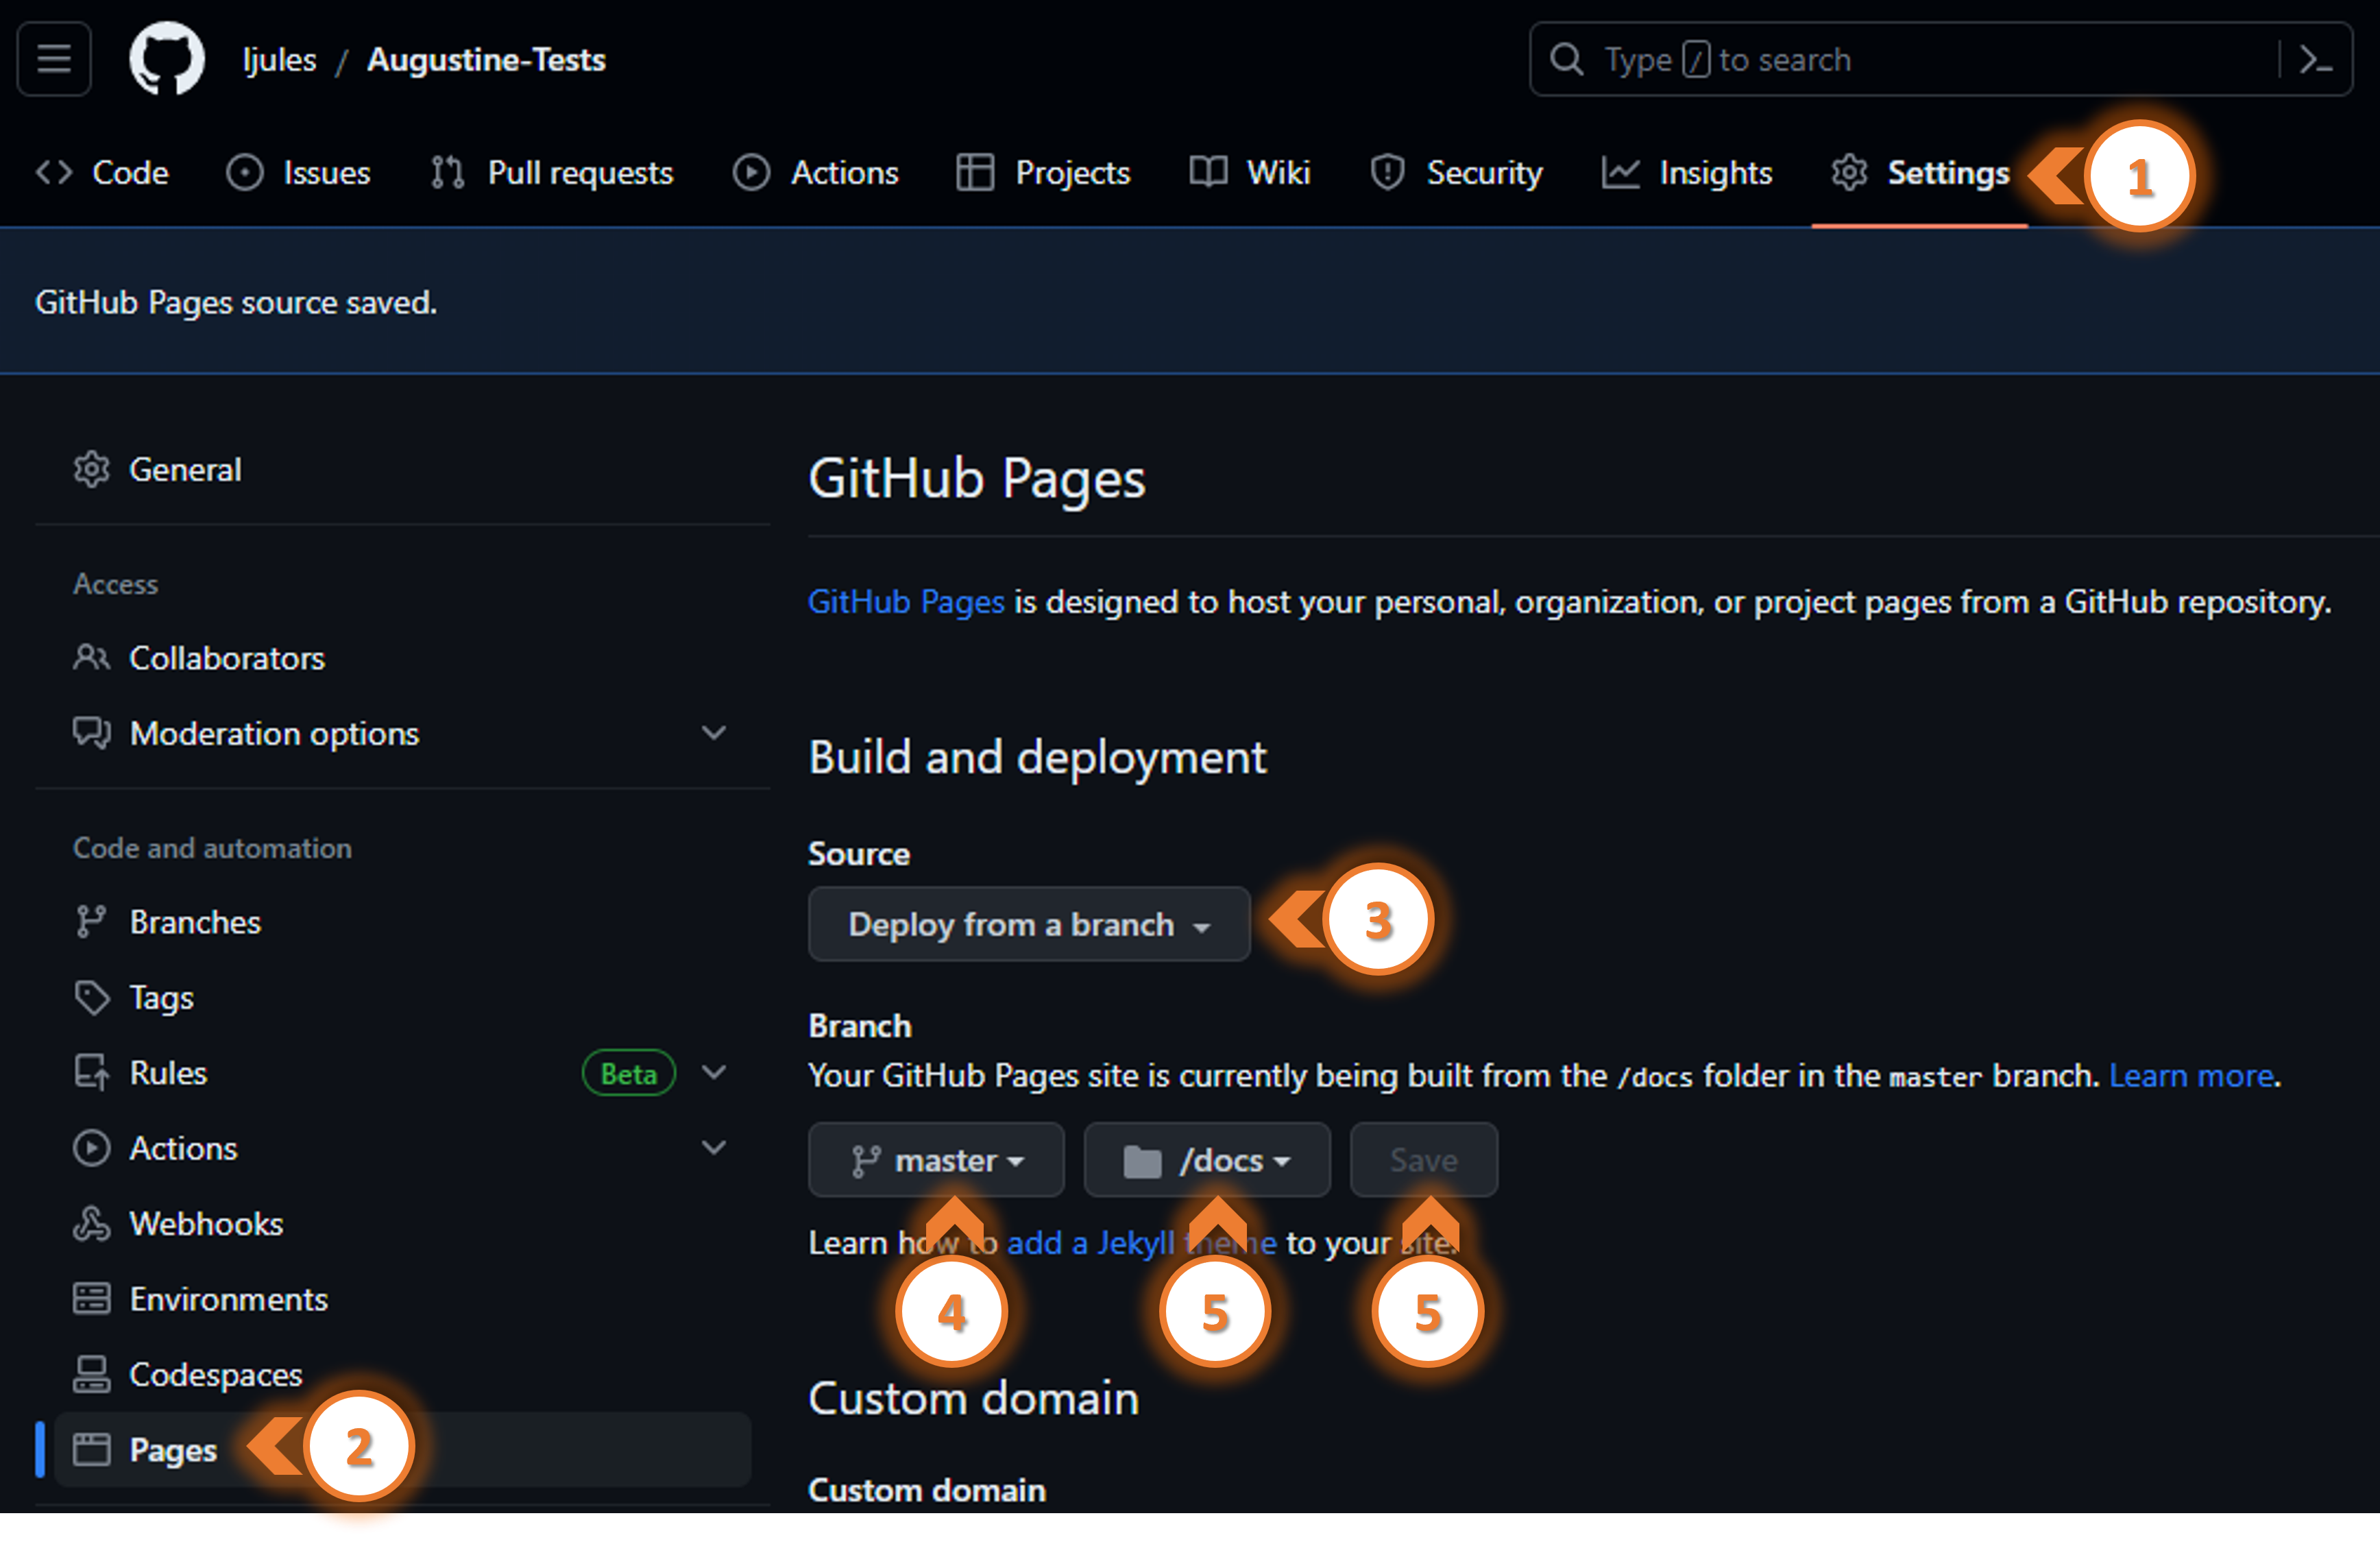 ljules / Augustine-Tests
Type / to search
Code Issues Pull requests Actions Projects Wiki Security Insights Settings 1
GitHub Pages source saved.
General
Access
Collaborators
Moderation options
Code and automation
Branches
Tags
Rules Beta
Actions
Webhooks
Environments
Codespaces
Pages 2
GitHub Pages
GitHub Pages is designed to host your personal, organization, or project pages from a GitHub repository.
Build and deployment
Source
Deploy from a branch 3
Branch
Your GitHub Pages site is currently being built from the /docs folder in the master branch. Learn more.
master /docs Save
Learn how to add a Jekyll theme to your site.
4 5 5
Custom domain
Custom domain